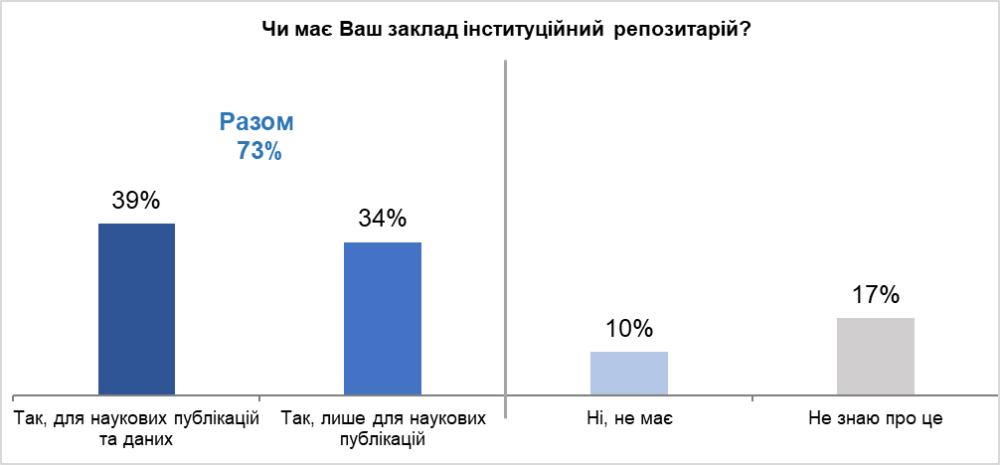 Чи має Ваш заклад інституційний репозитарій?
Разом
73%
39%
34%
10%
17%
Так, для наукових публікацій
та даних
Так, лише для наукових
публікацій
Ні, не має
Не знаю про це